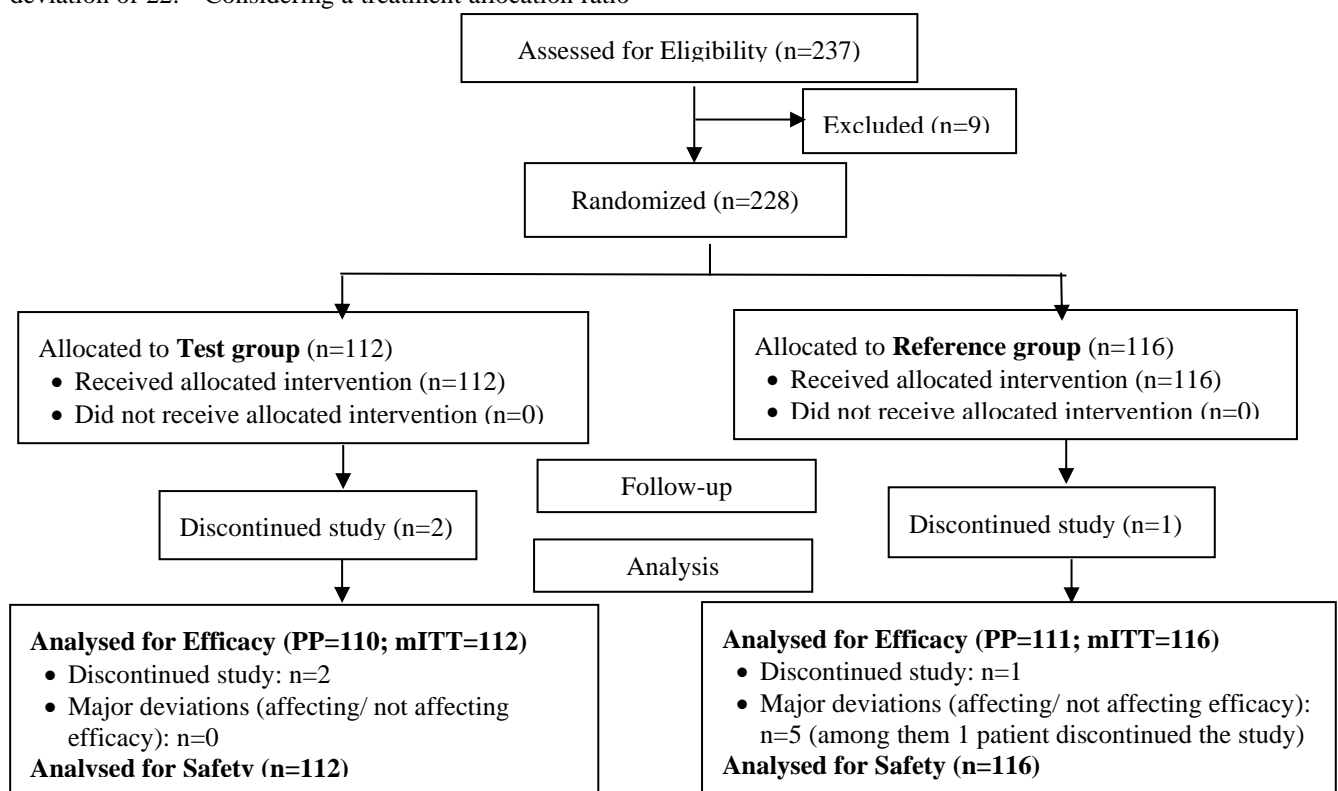 deviation of 22. Considering a treatment allocation ratio
Assessed for Eligibility (n=237)
Excluded (n=9)
Randomized (n=228)
Allocated to Test group (n=112)
• Received allocated intervention (n=112)
• Did not receive allocated intervention (n=0)
Allocated to Reference group (n=116)
• Received allocated intervention (n=116)
• Did not receive allocated intervention (n=0)
Follow-up
Discontinued study (n=2)
Discontinued study (n=1)
Analysis
Analysed for Efficacy (PP=110; mITT=112)
• Discontinued study: n=2
• Major deviations (affecting/ not affecting
efficacy): n=0
Analysed for Safety (n=112)
Analysed for Efficacy (PP=111; mITT=116)
• Discontinued study: n=1
• Major deviations (affecting/ not affecting efficacy):
n=5 (among them 1 patient discontinued the study)
Analysed for Safety (n=116)